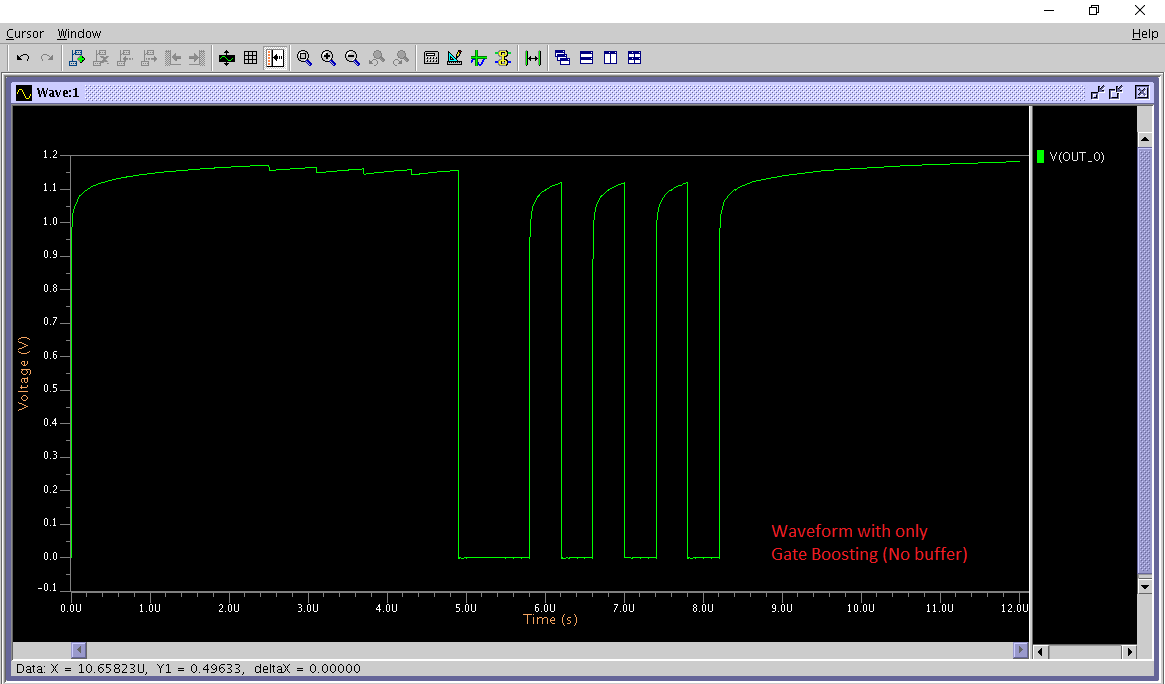 Cursor Window
Help
Wave:1
V(OUT_0)
1.2
1.1
1.0
0.9
0.8
0.7
0.6
0.5
0.4
0.3
0.2
0.1
0.0
-0.1
Voltage (V)
Waveform with only
Gate Boosting (No buffer)
0.0U 1.0U 2.0U 3.0U 4.0U 5.0U 6.0U 7.0U 8.0U 9.0U 10.0U 11.0U 12.0U
Time (s)
Data: X = 10.65823U, Y1 = 0.49633, deltaX = 0.00000